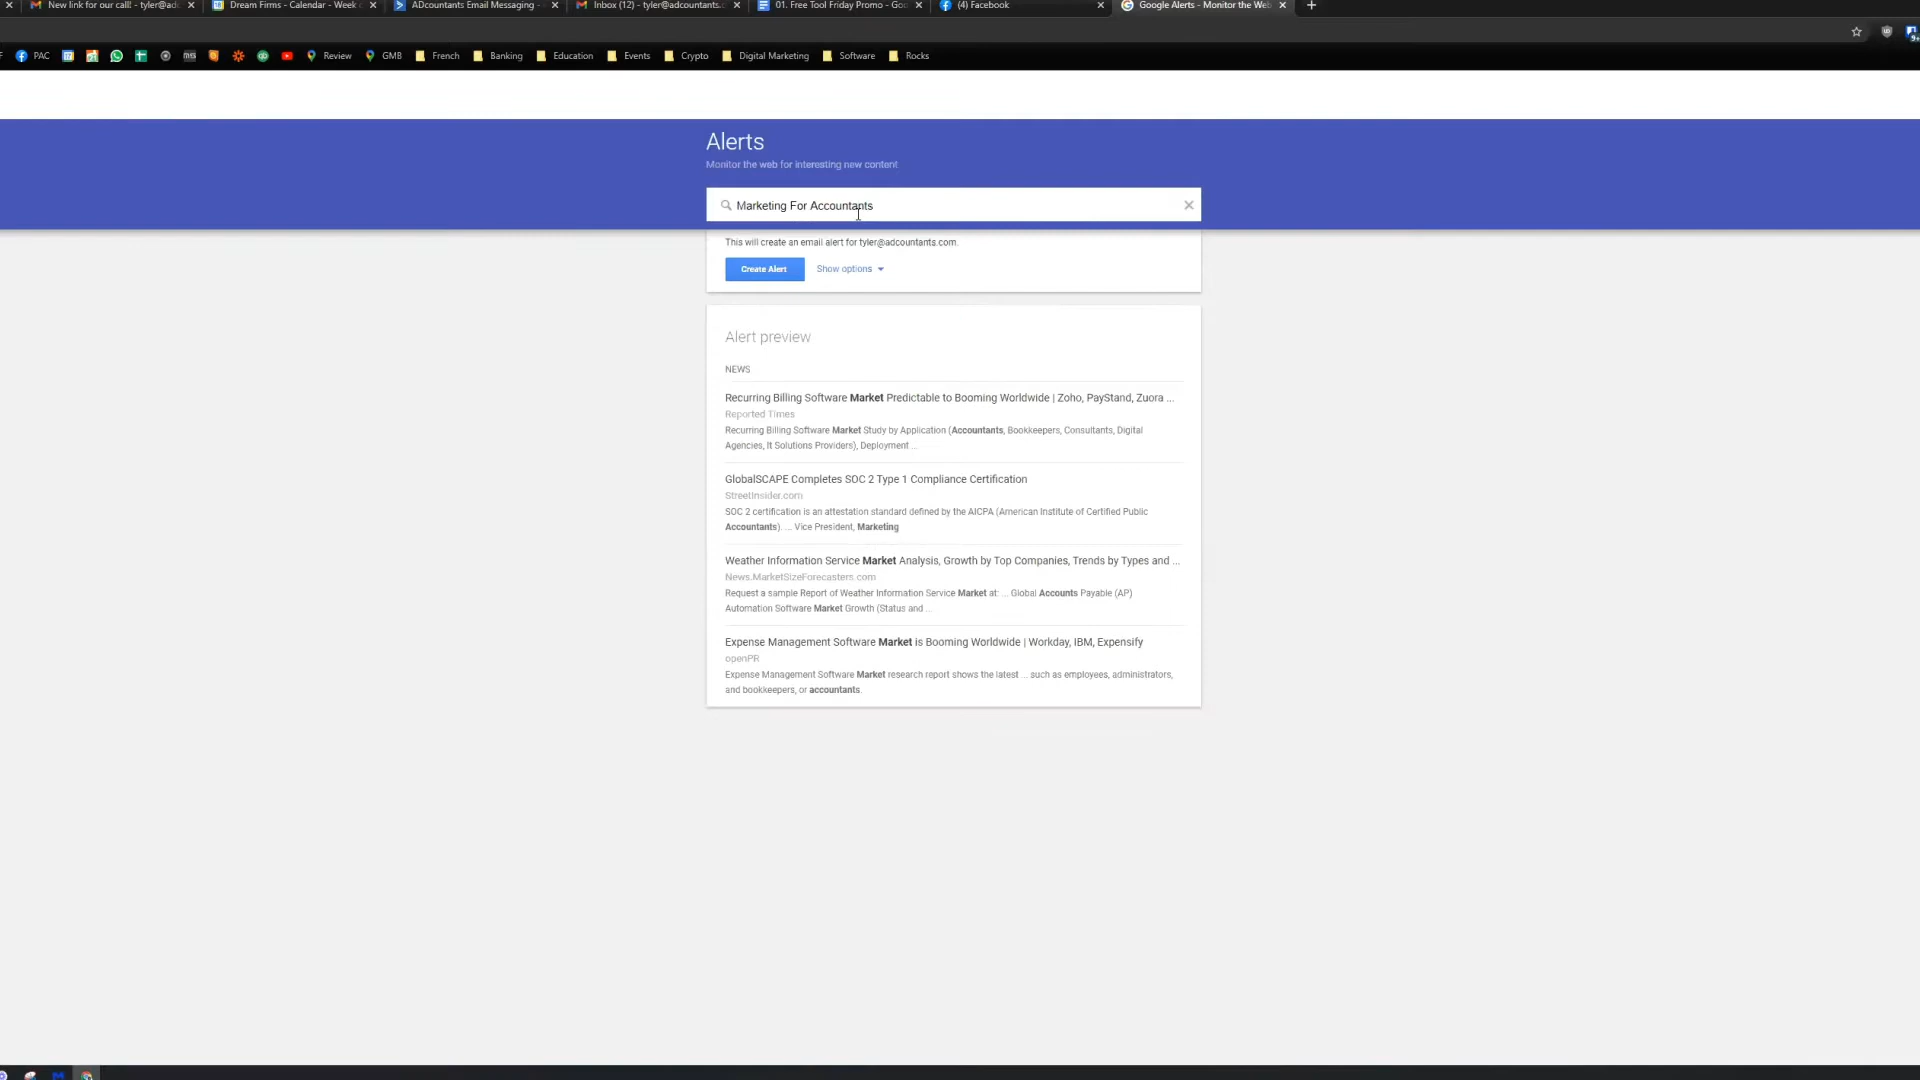 New link for our call! - tyler@ad
Dream Firms - Calendar - Week
ADcountants Email Messaging -
Inbox (12) - tyler@adcountants.c
01. Free Tool Friday Promo - Goo
(4) Facebook
Google Alerts - Monitor the Web
PAC
Review
GMB
French
Banking
Education
Events
Crypto
Digital Marketing
Software
Rocks
Alerts
Monitor the web for interesting new content
Marketing For Accountants
This will create an email alert for tyler@adcountants.com.
Create Alert
Show options
Alert preview
NEWS
Recurring Billing Software Market Predictable to Booming Worldwide | Zoho, PayStand, Zuora ...
Reported Times
Recurring Billing Software Market Study by Application (Accountants, Bookkeepers, Consultants, Digital
Agencies, It Solutions Providers), Deployment ...
GlobalSCAPE Completes SOC 2 Type 1 Compliance Certification
StreetInsider.com
SOC 2 certification is an attestation standard defined by the AICPA (American Institute of Certified Public
Accountants). ... Vice President, Marketing
Weather Information Service Market Analysis, Growth by Top Companies, Trends by Types and ...
News.MarketSizeForecasters.com
Request a sample Report of Weather Information Service Market at: ... Global Accounts Payable (AP)
Automation Software Market Growth (Status and ...
Expense Management Software Market is Booming Worldwide | Workday, IBM, Expensify
openPR
Expense Management Software Market research report shows the latest ... such as employees, administrators,
and bookkeepers, or accountants.